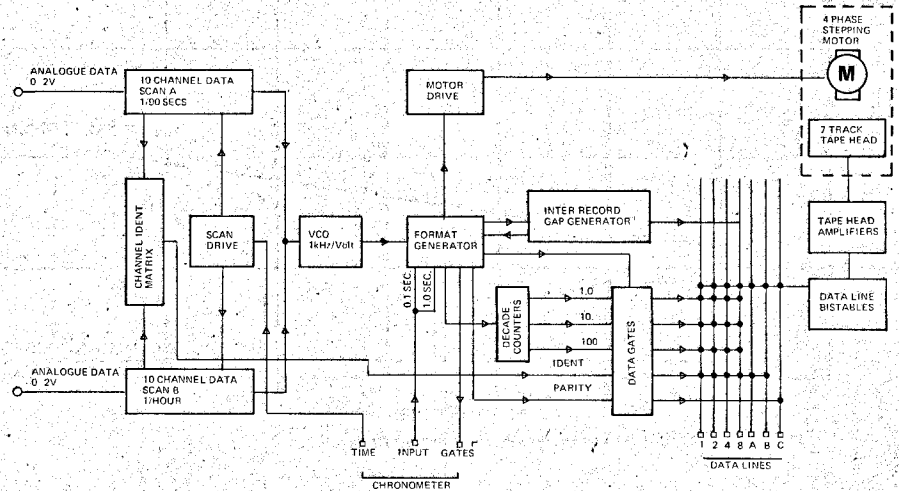 4 PHASE
STEPPING
MOTOR
M
ANALOGUE DATA
0 2V
10 CHANNEL DATA
SCAN A
1/90 SECS
MOTOR
DRIVE
7 TRACK
TAPE HEAD
CHANNEL IDENT
MATRIX
SCAN
DRIVE
VCO
1kHz/Volt
FORMAT
GENERATOR
INTER RECORD
GAP GENERATOR
TAPE HEAD
AMPLIFIERS
0.1 SEC.
1.0 SEC.
DATA LINE
BISTABLES
DECADE
COUNTERS
1.0
10.
100
IDENT
PARITY
DATA GATES
ANALOGUE DATA
0 2V
10 CHANNEL DATA
SCAN B
1/HOUR
TIME INPUT GATES
CHRONOMETER
1 2 4 8 A B C
DATA LINES